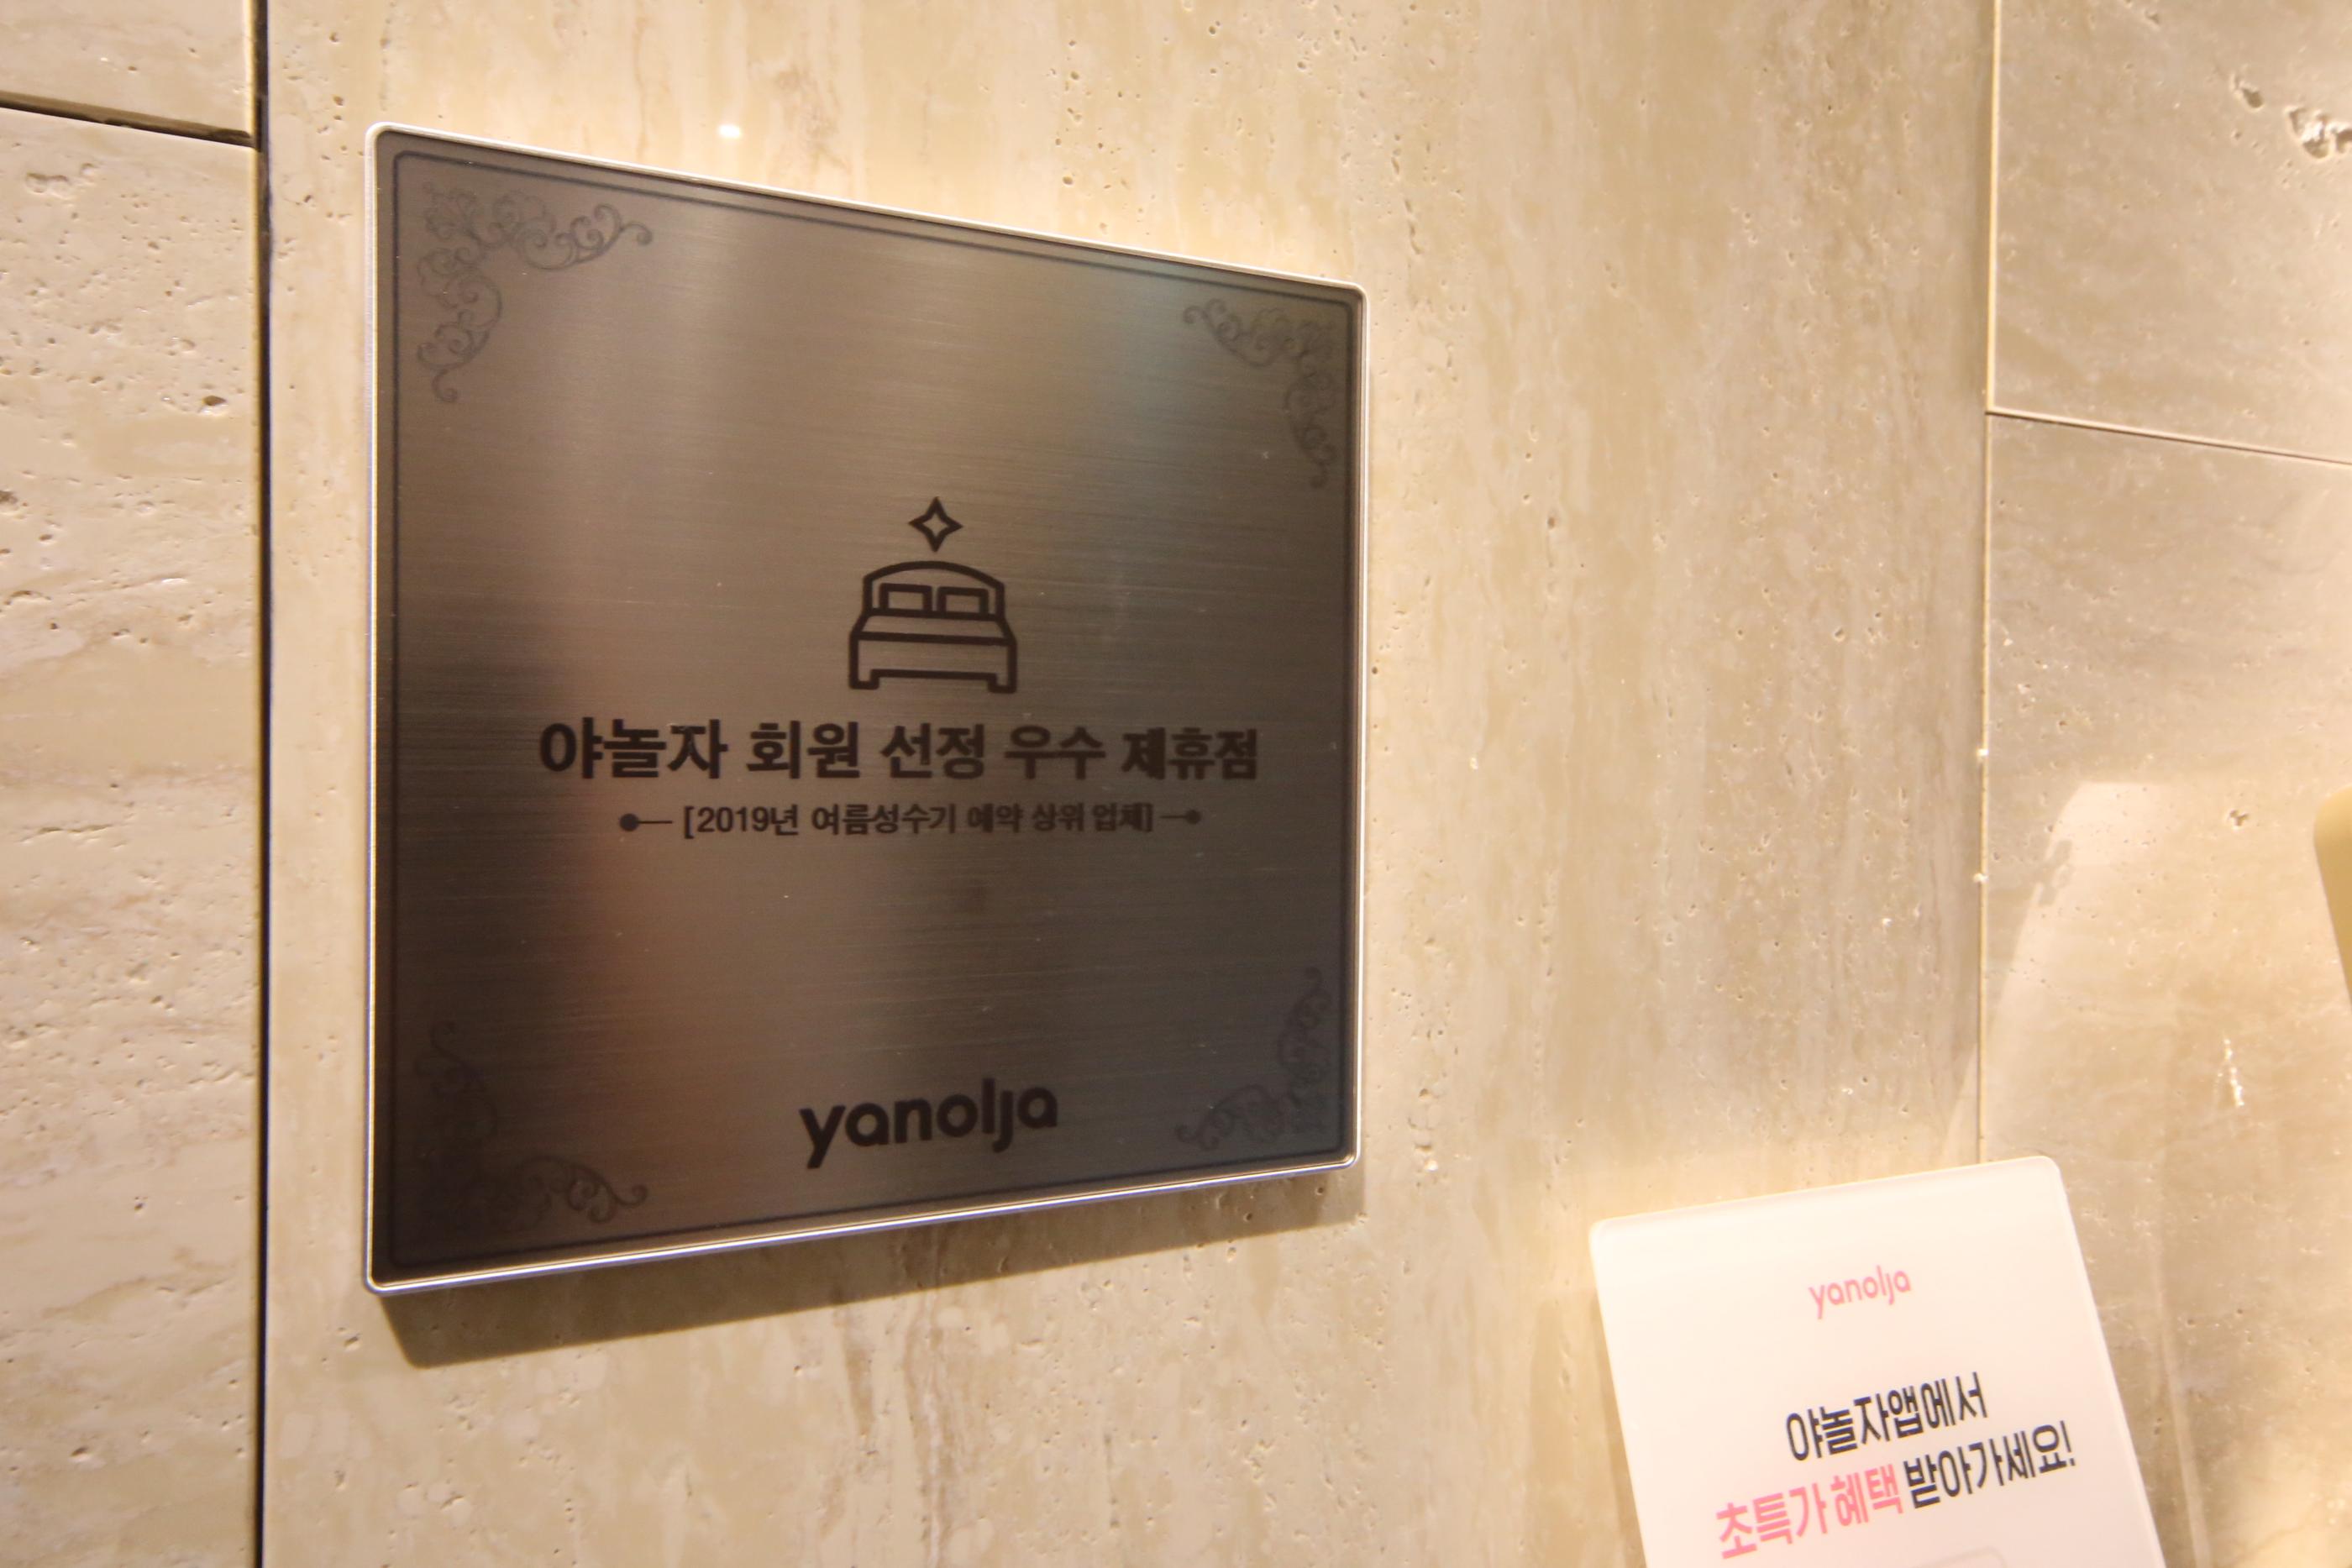 야놀자 회원 선정 우수 제휴점
[2019년 여름성수기 예약 상위 업체]
yanolja
yanolja
야놀자앱에서
초특가 혜택 받아가세요!